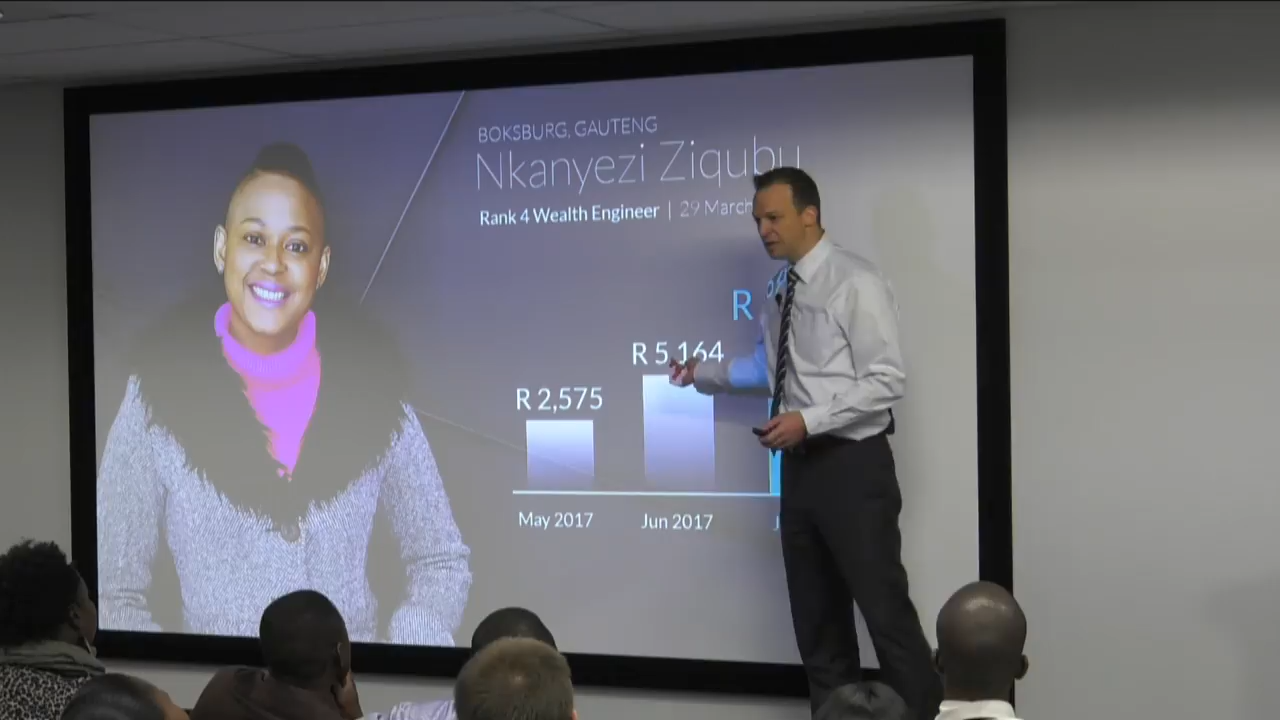 BOKSBURG, GAUTENG
Nkanyezi Ziqubu
Rank 4 Wealth Engineer | 29 March
R
R 5,164
R 2,575
May 2017
Jun 2017